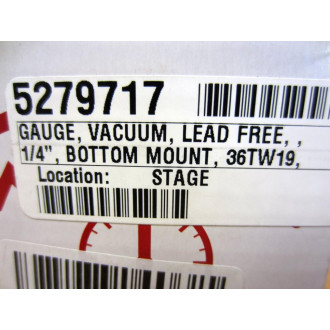 5279717
GAUGE, VACUUM, LEAD FREE, ,
1/4", BOTTOM MOUNT, 36TW19,
Location: STAGE